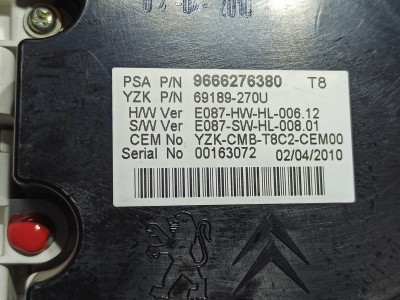 PSA P/N 9666276380 T8
YZK P/N 69189-270U
H/W Ver E087-HW-HL-006.12
S/W Ver E087-SW-HL-008.01
CEM No YZK-CMB-T8C2-CEM00
Serial No 00163072 02/04/2010